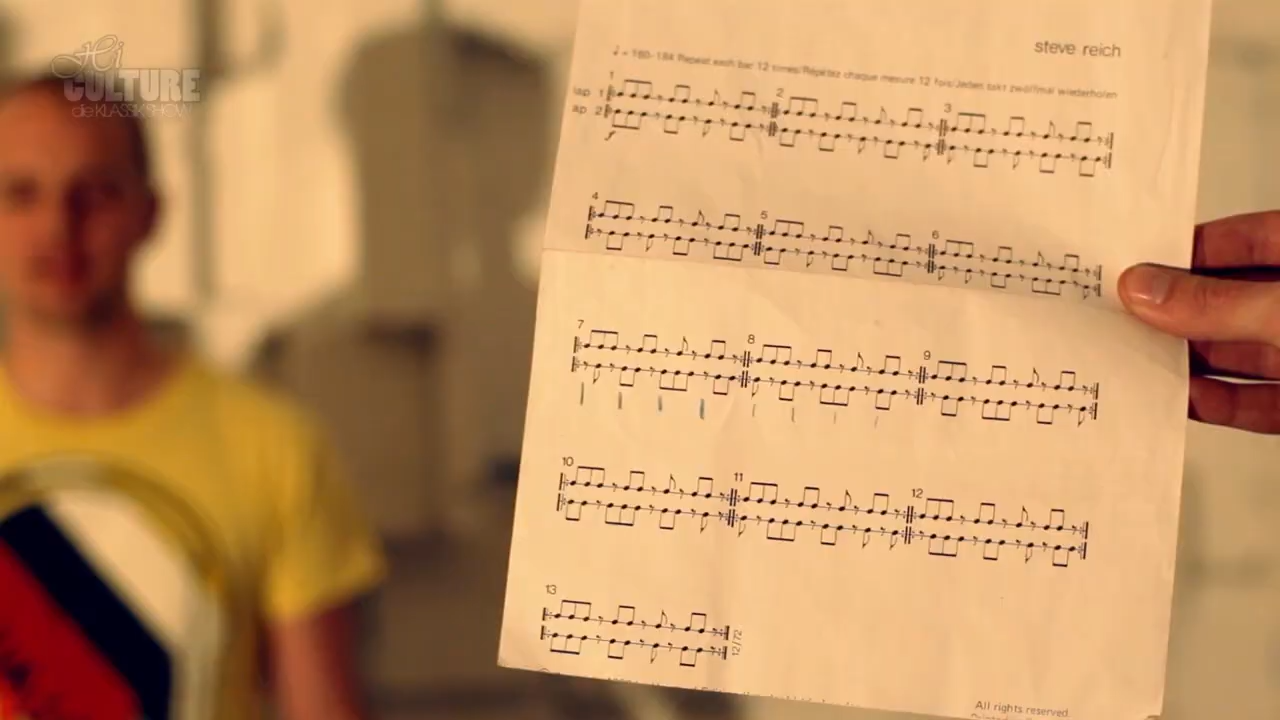 Hi
CULTURE
die KLASSIKSHOW
steve reich
♩ = 160-184 Repeat each bar 12 times/Répétez chaque mesure 12 fois/Jeden takt zwölfmal wiederholen
1
lap 1
ap 2
f
2
3
4
5
6
7
8
9
10
11
12
13
12/72
All rights reserved.